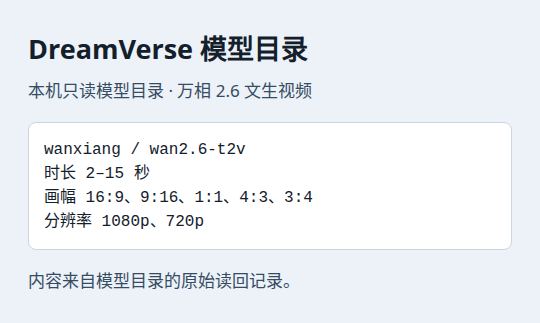 DreamVerse 模型目录
本机只读模型目录 · 万相 2.6 文生视频
wanxiang / wan2.6-t2v
时长 2–15 秒
画幅 16:9、9:16、1:1、4:3、3:4
分辨率 1080p、720p
内容来自模型目录的原始读回记录。